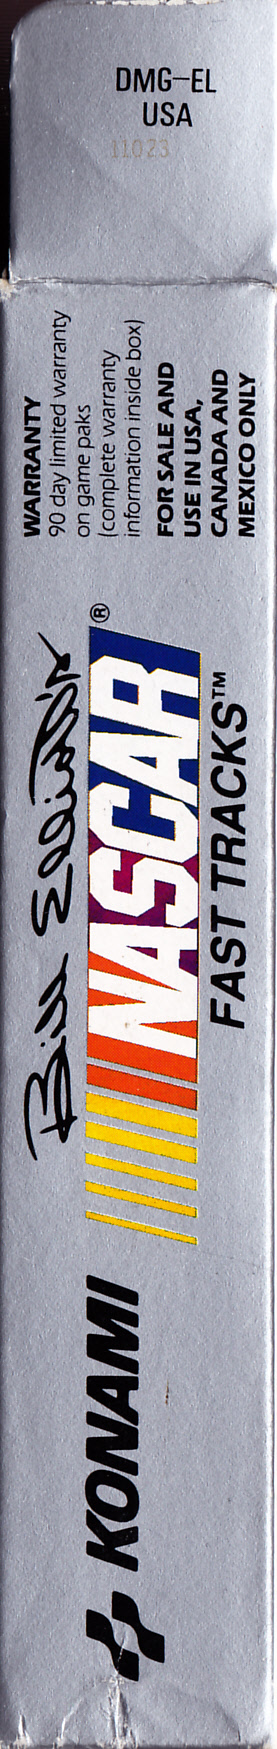 DMG-EL
USA
11023
WARRANTY
90 day limited warranty
on game paks
(complete warranty
information inside box)
FOR SALE AND
USE IN USA,
CANADA AND
MEXICO ONLY
Bill Elliott's
NASCAR®
FAST TRACKS™
KONAMI